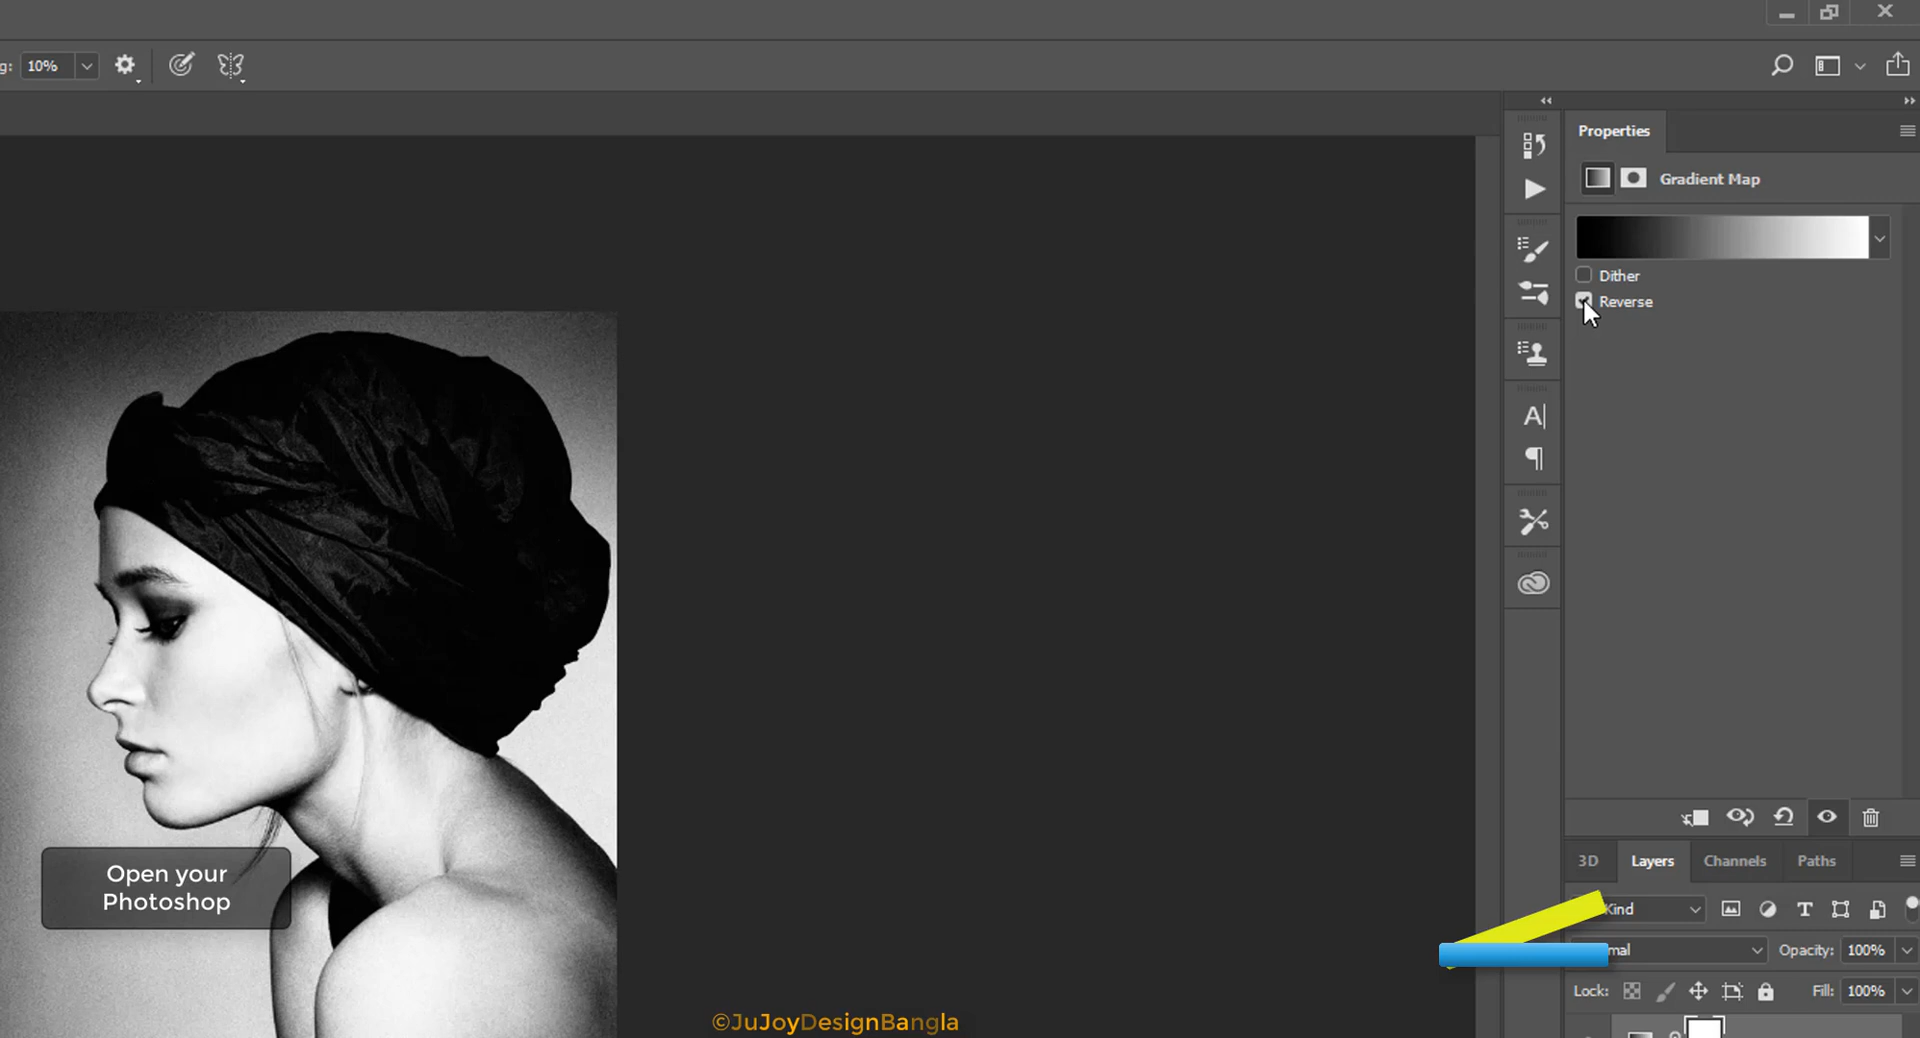 g: 10%
Properties
Gradient Map
Dither
Reverse
A
Open your
Photoshop
3D Layers Channels Paths
Kind
Opacity: 100%
Lock: Fill: 100%
©JuJoyDesignBangla